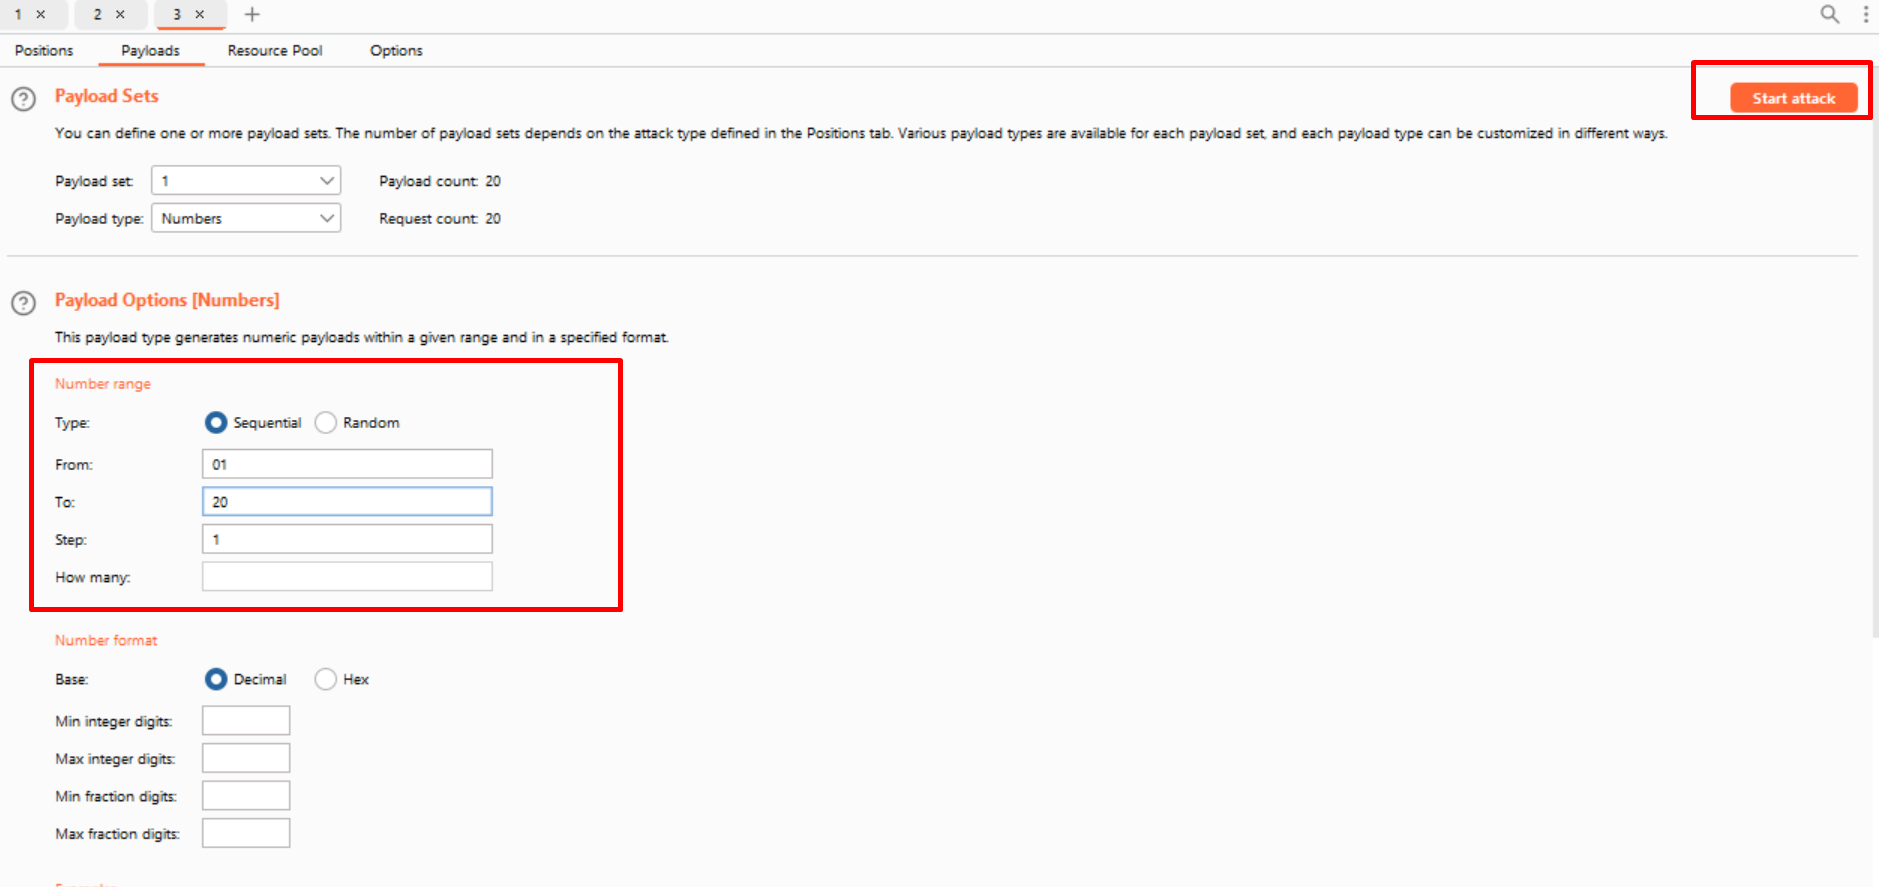 1 × 2 × 3 × +
Positions Payloads Resource Pool Options
? Payload Sets
Start attack
You can define one or more payload sets. The number of payload sets depends on the attack type defined in the Positions tab. Various payload types are available for each payload set, and each payload type can be customized in different ways.
Payload set: 1 Payload count: 20
Payload type: Numbers Request count: 20
? Payload Options [Numbers]
This payload type generates numeric payloads within a given range and in a specified format.
Number range
Type: Sequential Random
From: 01
To: 20
Step: 1
How many:
Number format
Base: Decimal Hex
Min integer digits:
Max integer digits:
Min fraction digits:
Max fraction digits: